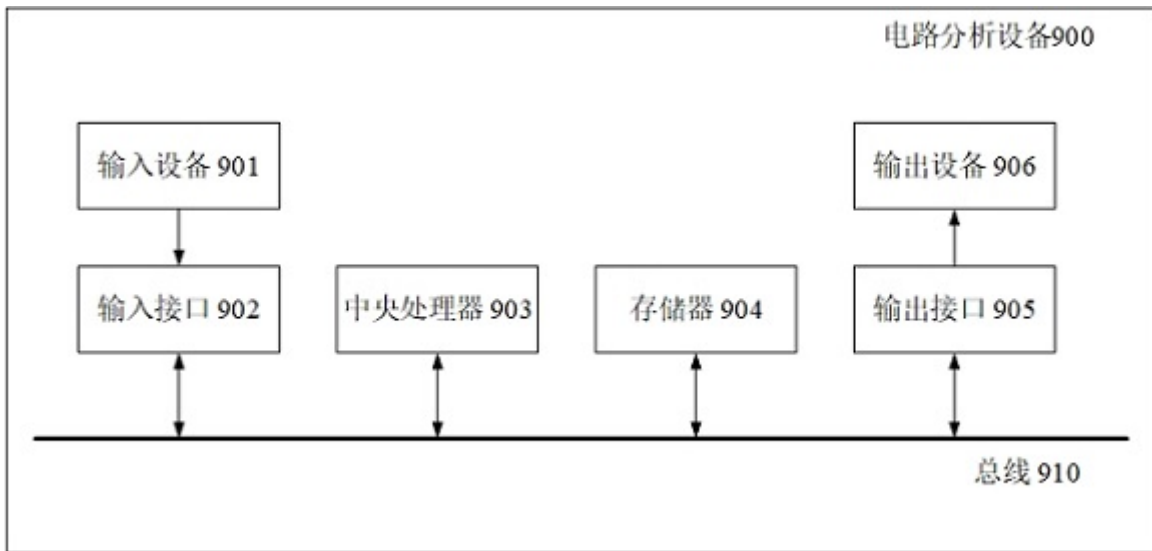 电路分析设备900
输入设备 901
输出设备 906
输入接口 902
中央处理器 903
存储器 904
输出接口 905
总线 910